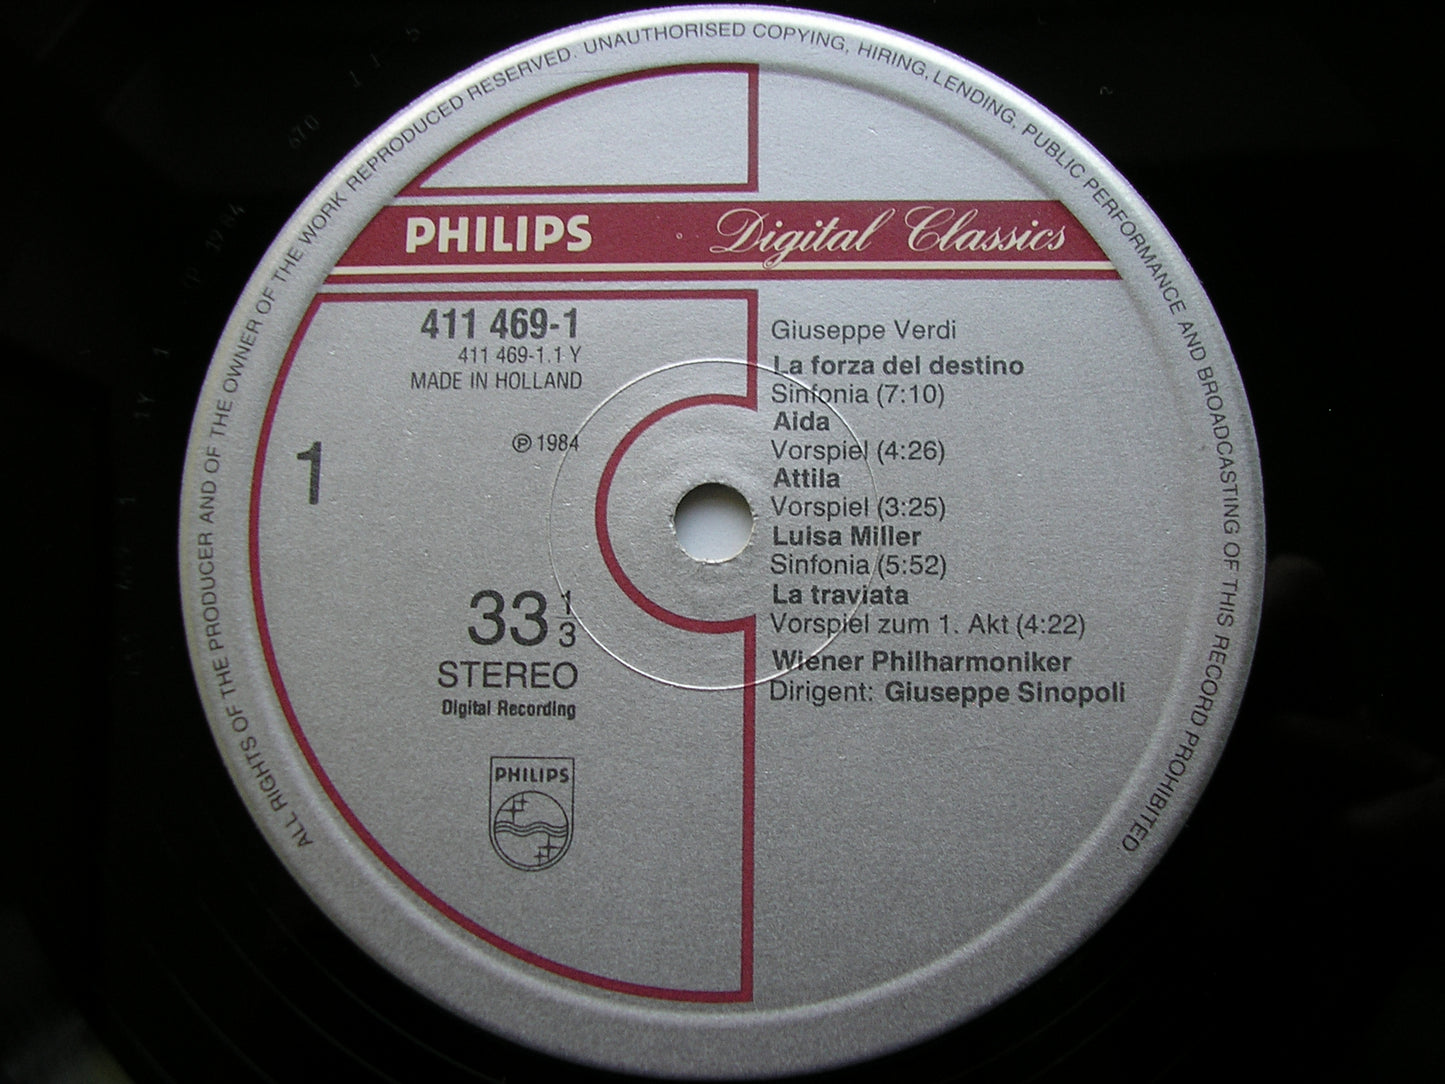 ALL RIGHTS OF THE PRODUCER AND OF THE OWNER OF THE WORK REPRODUCED RESERVED. UNAUTHORISED COPYING, HIRING, LENDING, PUBLIC PERFORMANCE AND BROADCASTING OF THIS RECORD PROHIBITED
PHILIPS Digital Classics
411 469-1
411 469-1.1 Y
MADE IN HOLLAND
℗ 1984
1
33 1/3
STEREO
Digital Recording
PHILIPS
Giuseppe Verdi
La forza del destino
Sinfonia (7:10)
Aida
Vorspiel (4:26)
Attila
Vorspiel (3:25)
Luisa Miller
Sinfonia (5:52)
La traviata
Vorspiel zum 1. Akt (4:22)
Wiener Philharmoniker
Dirigent: Giuseppe Sinopoli
670
P 1984